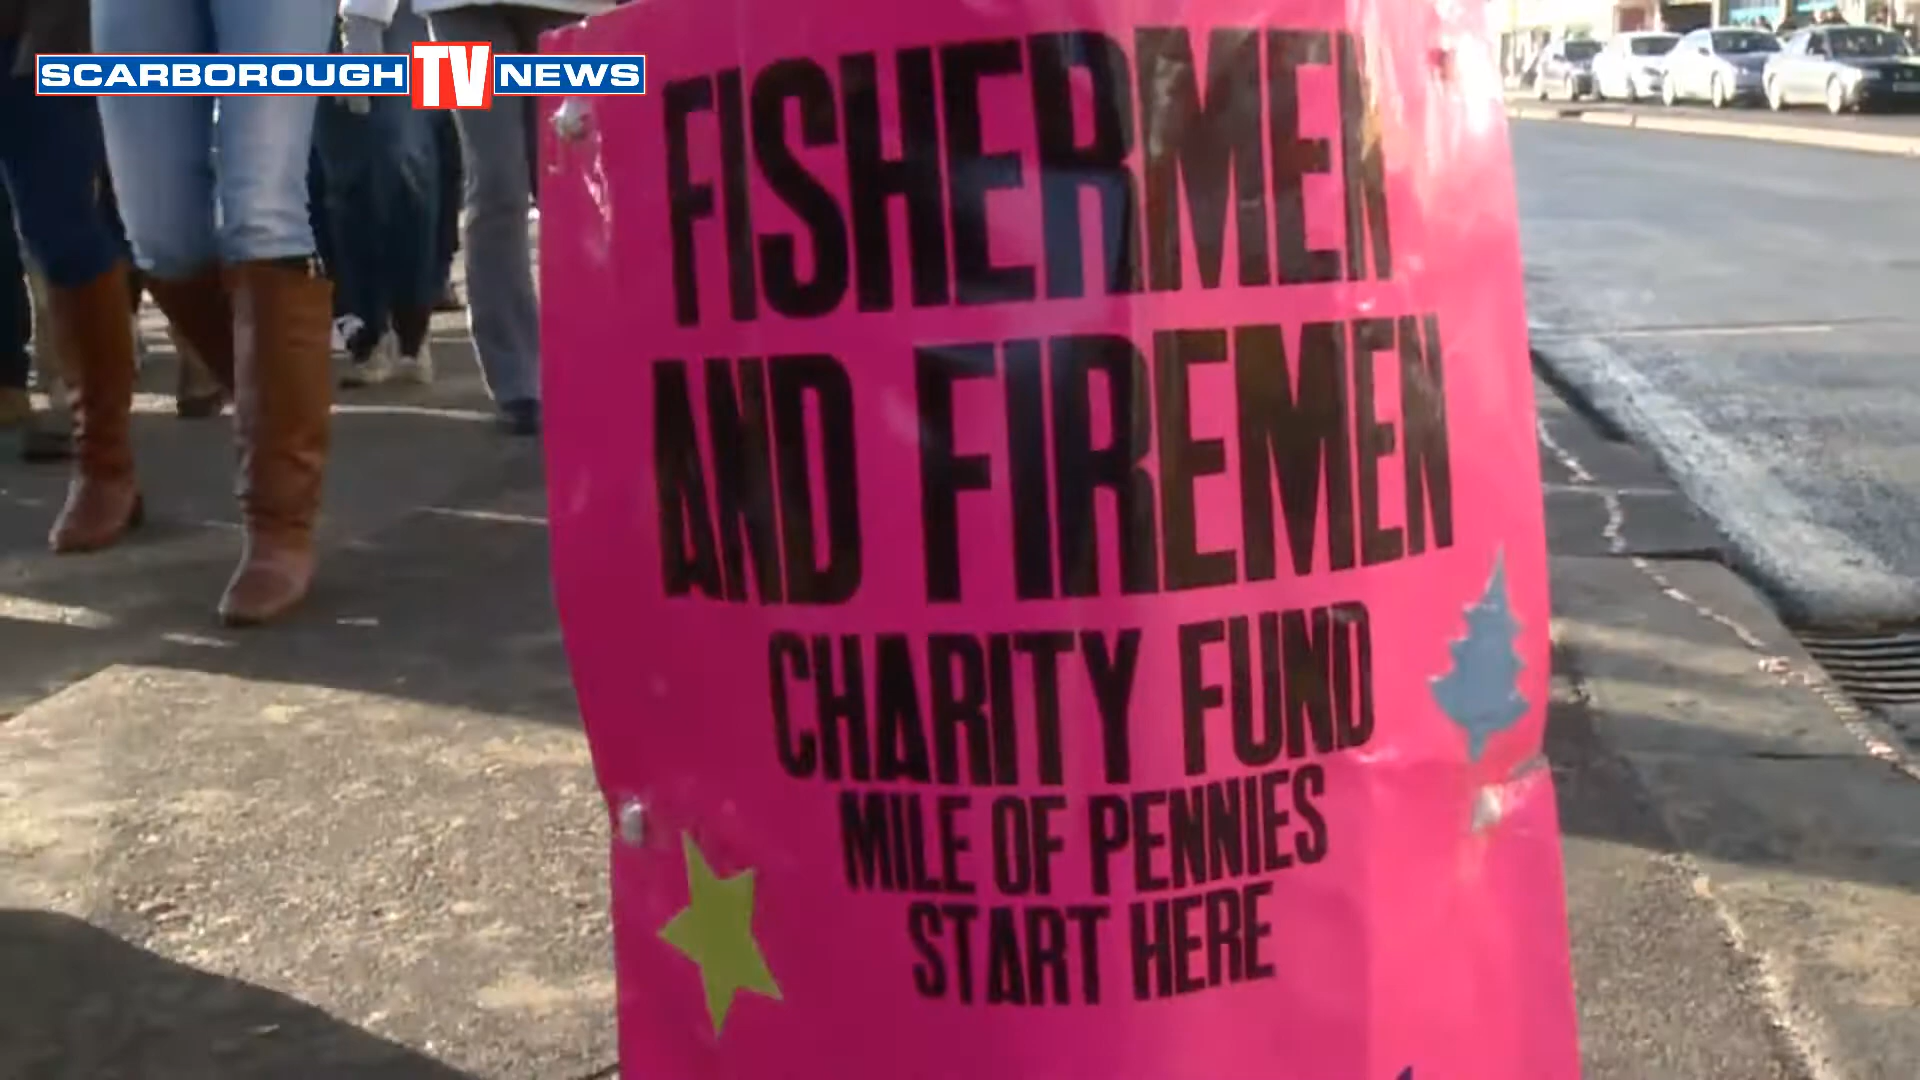 SCARBOROUGH TV NEWS
FISHERMEN
AND FIREMEN
CHARITY FUND
MILE OF PENNIES
START HERE